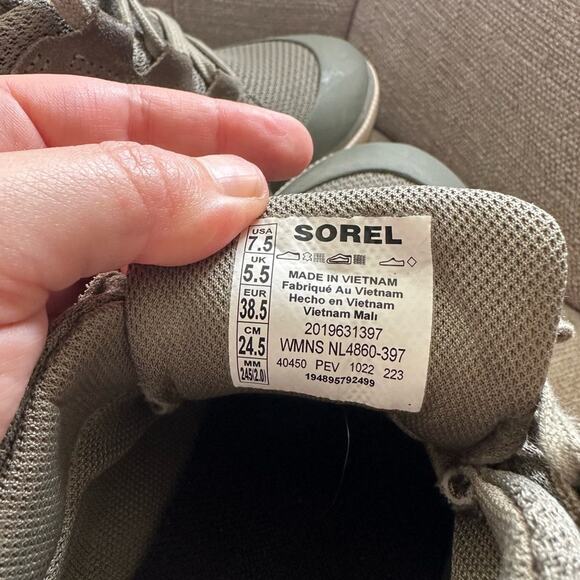 USA
7.5
UK
5.5
EUR
38.5
CM
24.5
MM
245(2.0)
SOREL
MADE IN VIETNAM
Fabriqué Au Vietnam
Hecho en Vietnam
Vietnam Malı
2019631397
WMNS NL4860-397
40450 PEV 1022 223
194895792499